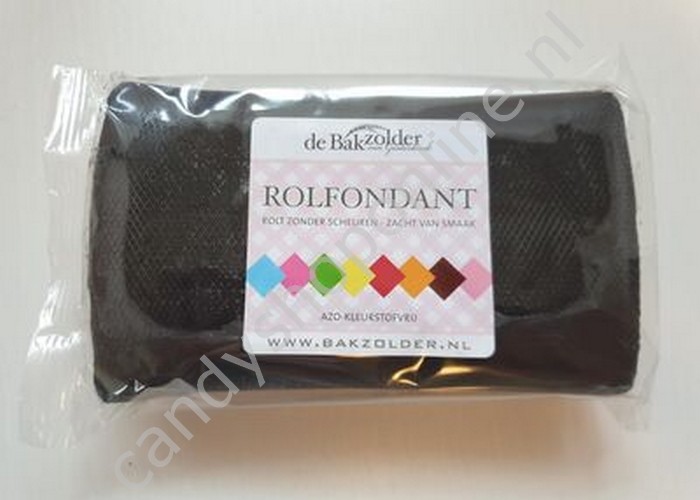 de Bakzolder
ROLFONDANT
ROLT ZONDER SCHEUREN - ZACHT VAN SMAAK
AZO-KLEURSTOFVRIJ
WWW.BAKZOLDER.NL